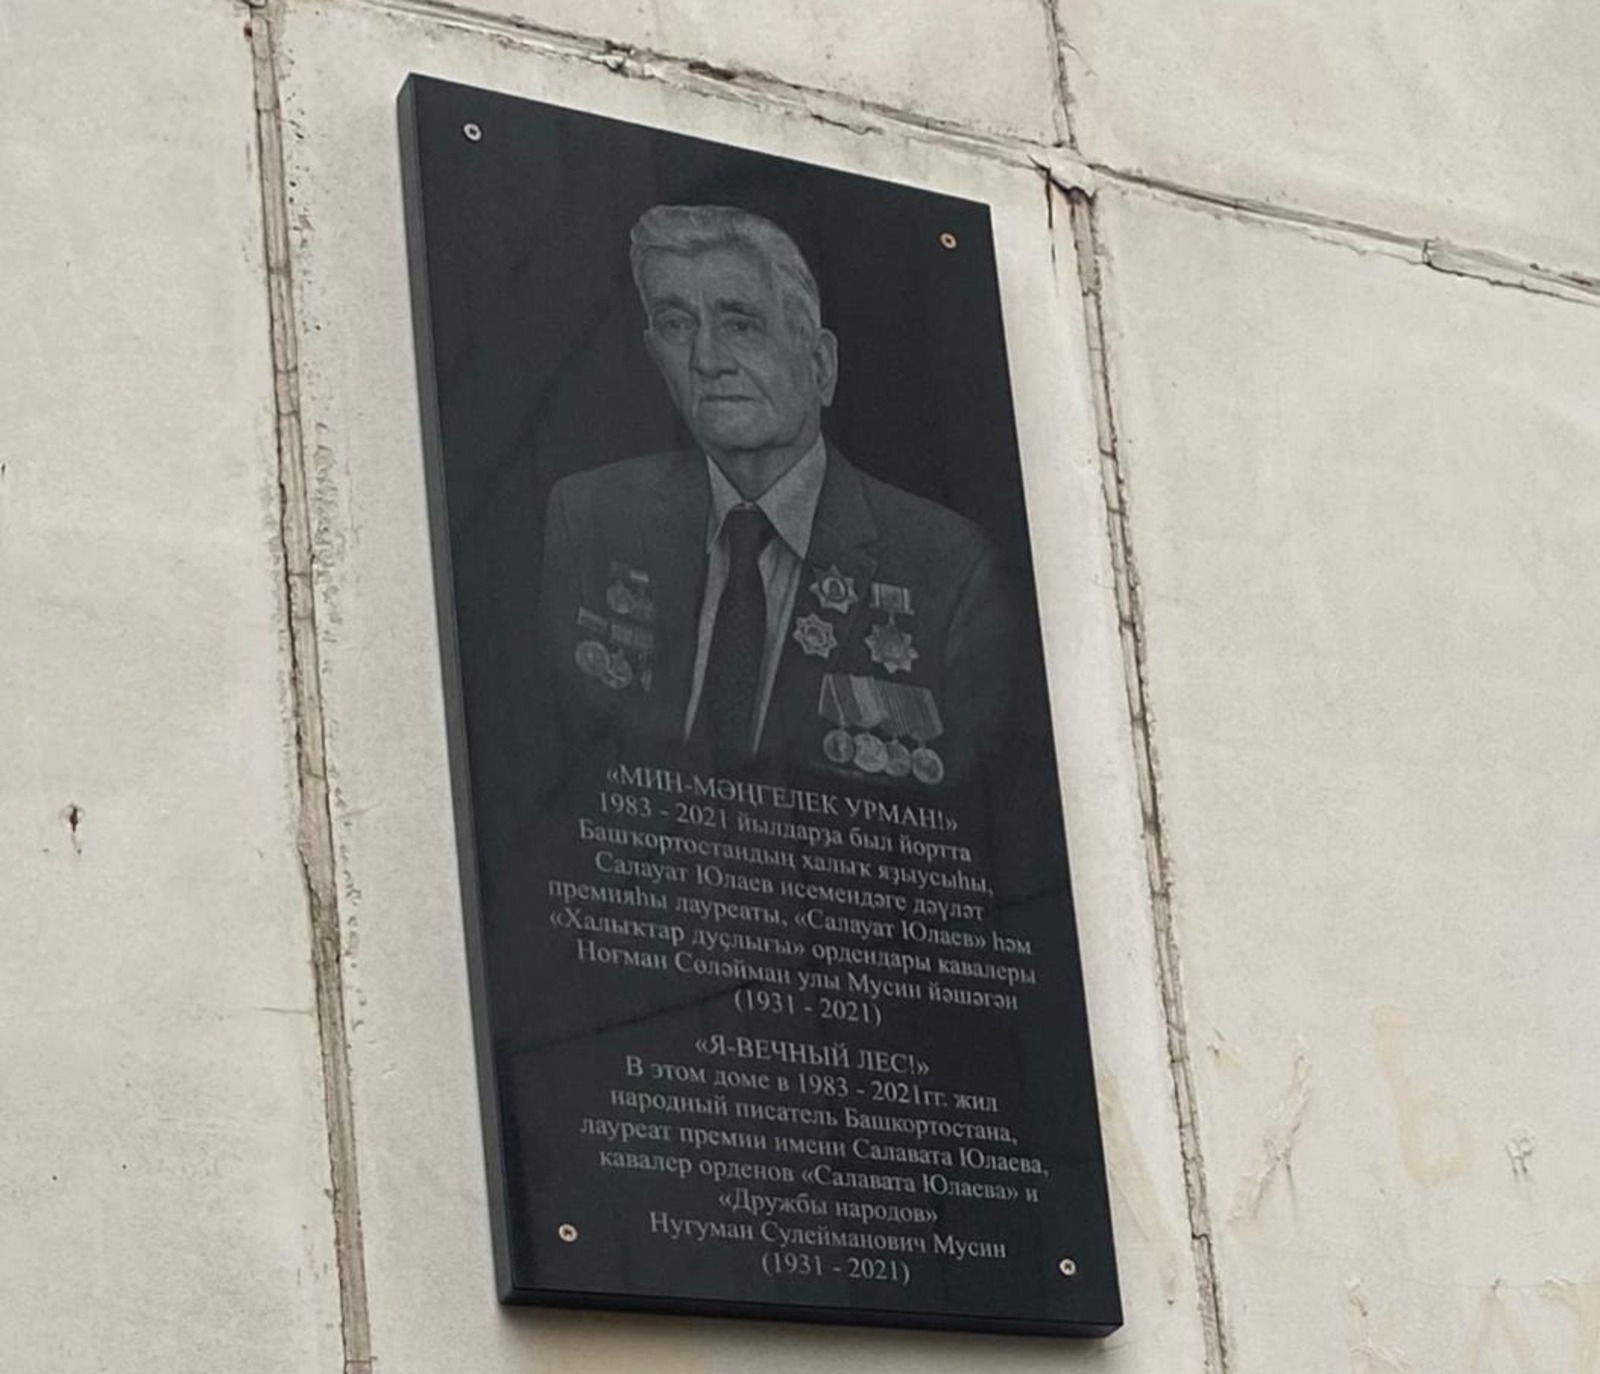 «МИН-МӘҢГЕЛЕК УРМАН!»
1983 - 2021 йылдарҙа был йортта
Башҡортостандың халыҡ яҙыусыһы,
Салауат Юлаев исемендәге дәүләт
премияһы лауреаты, «Салауат Юлаев» һәм
«Халыҡтар дуҫлығы» ордендары кавалеры
Ноғман Сөләйман улы Мусин йәшәгән
(1931 - 2021)
«Я-ВЕЧНЫЙ ЛЕС!»
В этом доме в 1983 - 2021гг. жил
народный писатель Башкортостана,
лауреат премии имени Салавата Юлаева,
кавалер орденов «Салавата Юлаева» и
«Дружбы народов»
Нугуман Сулейманович Мусин
(1931 - 2021)